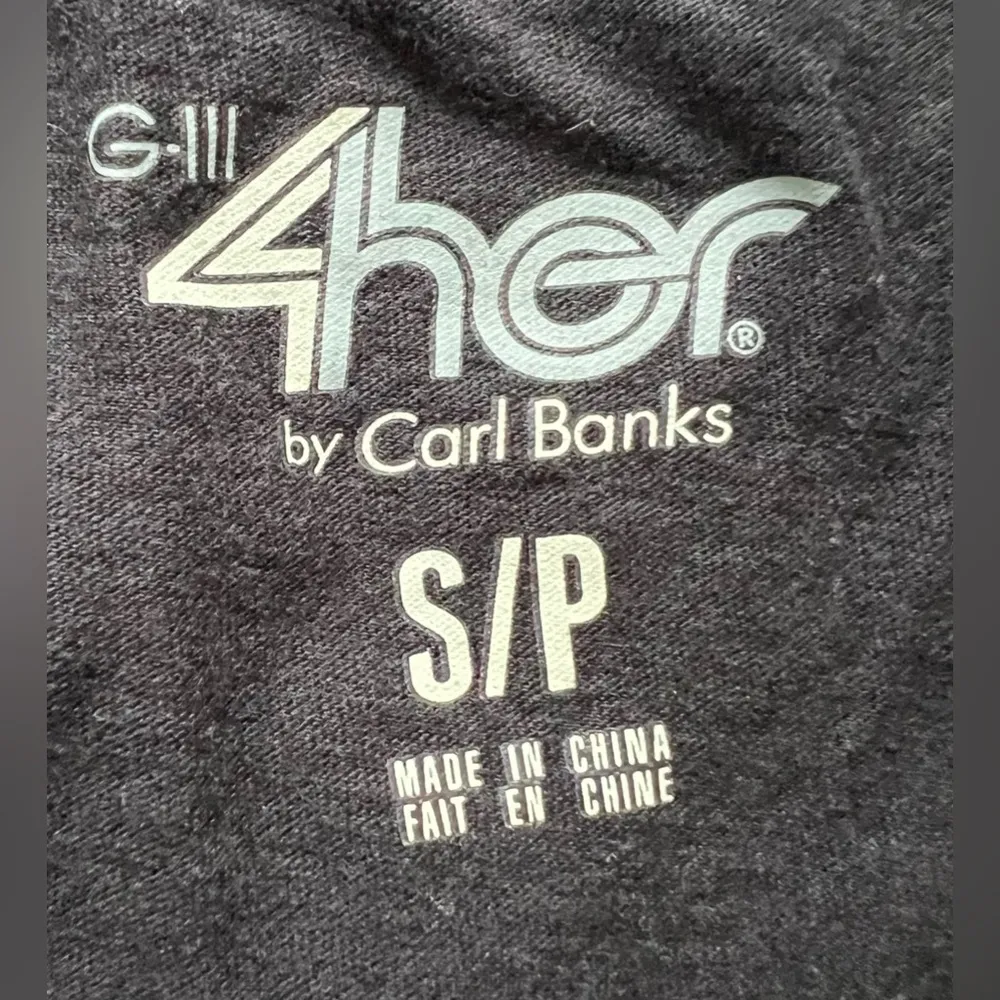 G-III 4her®
by Carl Banks
S/P
MADE IN CHINA
FAIT EN CHINE